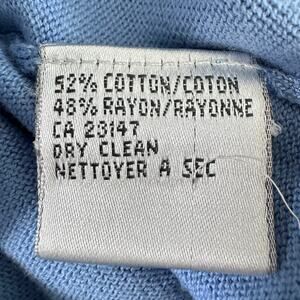 52% COTTON/COTON
48% RAYON/RAYONNE
CA 23147
DRY CLEAN
NETTOYER A SEC